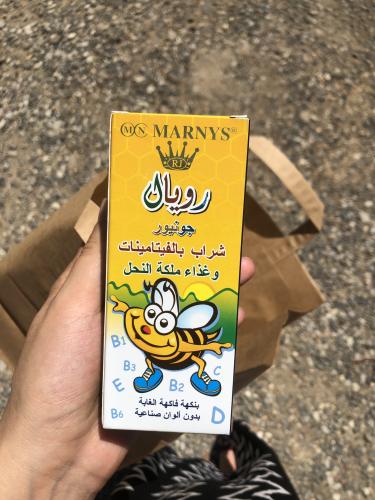 MN MARNYS®
RJ
رويال
جونيور
شراب بالفيتامينات
وغذاء ملكة النحل
B1
B3
C
E
B2
B6
D
بنكهة فاكهة الغابة
بدون ألوان صناعية